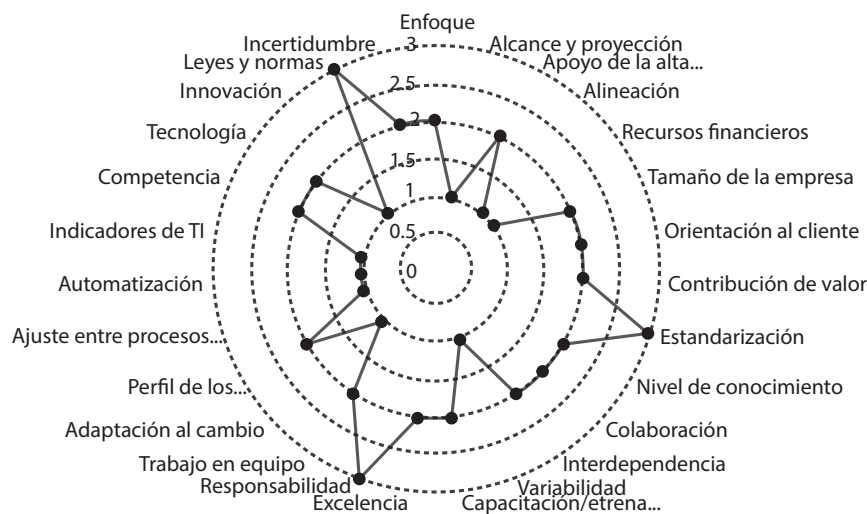 Enfoque
Alcance y proyección
Apoyo de la alta...
Alineación
Recursos financieros
Tamaño de la empresa
Orientación al cliente
Contribución de valor
Estandarización
Nivel de conocimiento
Colaboración
Interdependencia
Variabilidad
Capacitación/etrena...
Excelencia
Responsabilidad
Trabajo en equipo
Adaptación al cambio
Perfil de los...
Ajuste entre procesos...
Automatización
Indicadores de TI
Competencia
Tecnología
Innovación
Leyes y normas
Incertidumbre
3
2.5
2
1.5
1
0.5
0